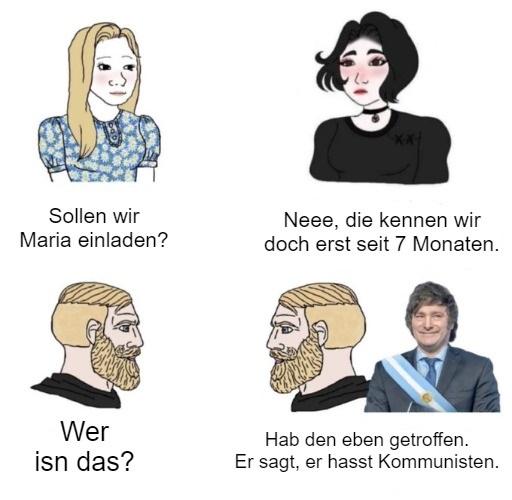 Sollen wir
Maria einladen?
Neee, die kennen wir
doch erst seit 7 Monaten.
Wer
isn das?
Hab den eben getroffen.
Er sagt, er hasst Kommunisten.